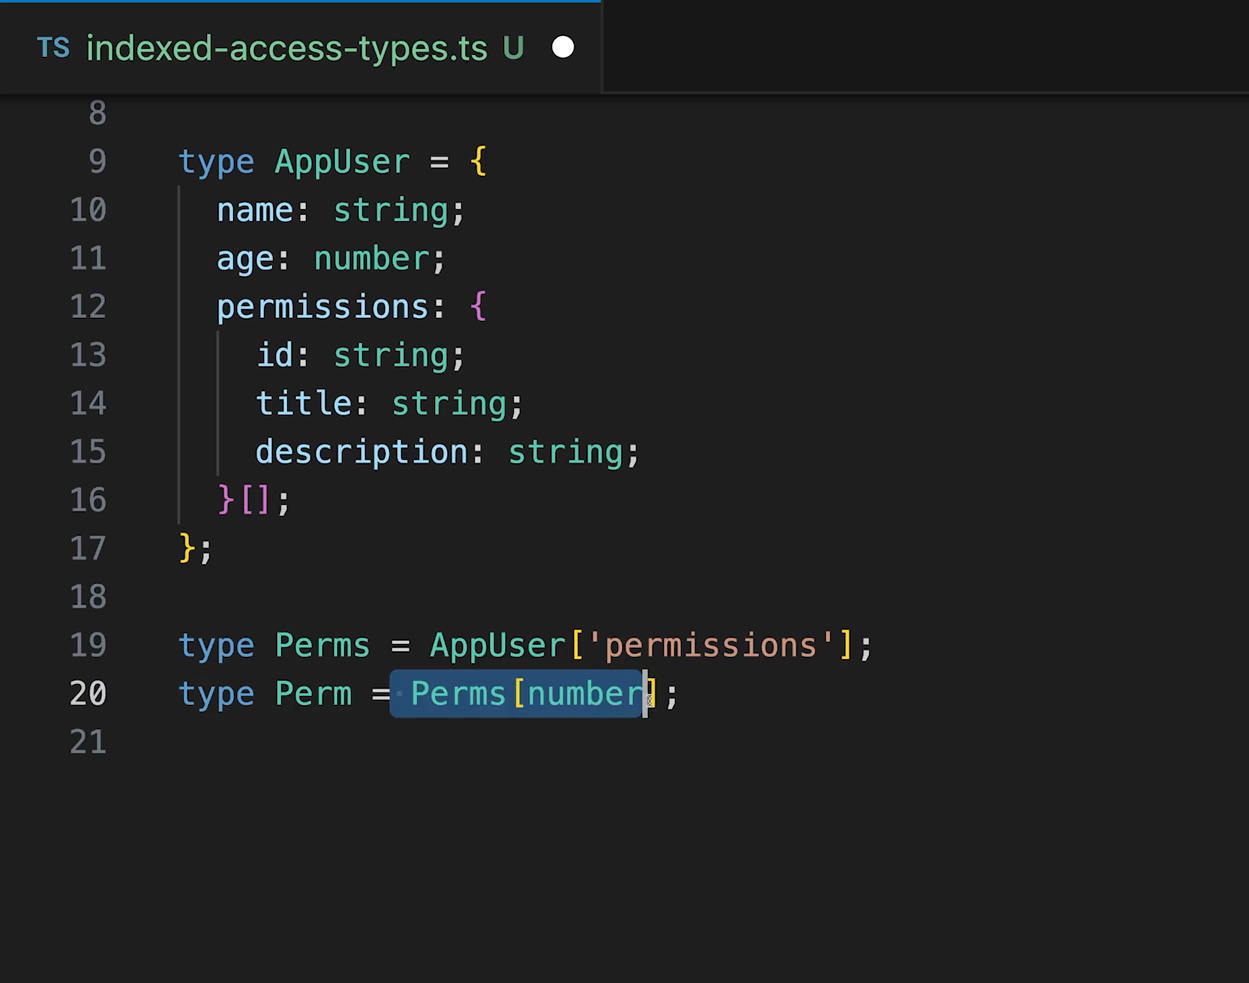 TS indexed-access-types.ts U
8
9 type AppUser = {
10 name: string;
11 age: number;
12 permissions: {
13 id: string;
14 title: string;
15 description: string;
16 }[];
17 };
18
19 type Perms = AppUser['permissions'];
20 type Perm = Perms[number];
21